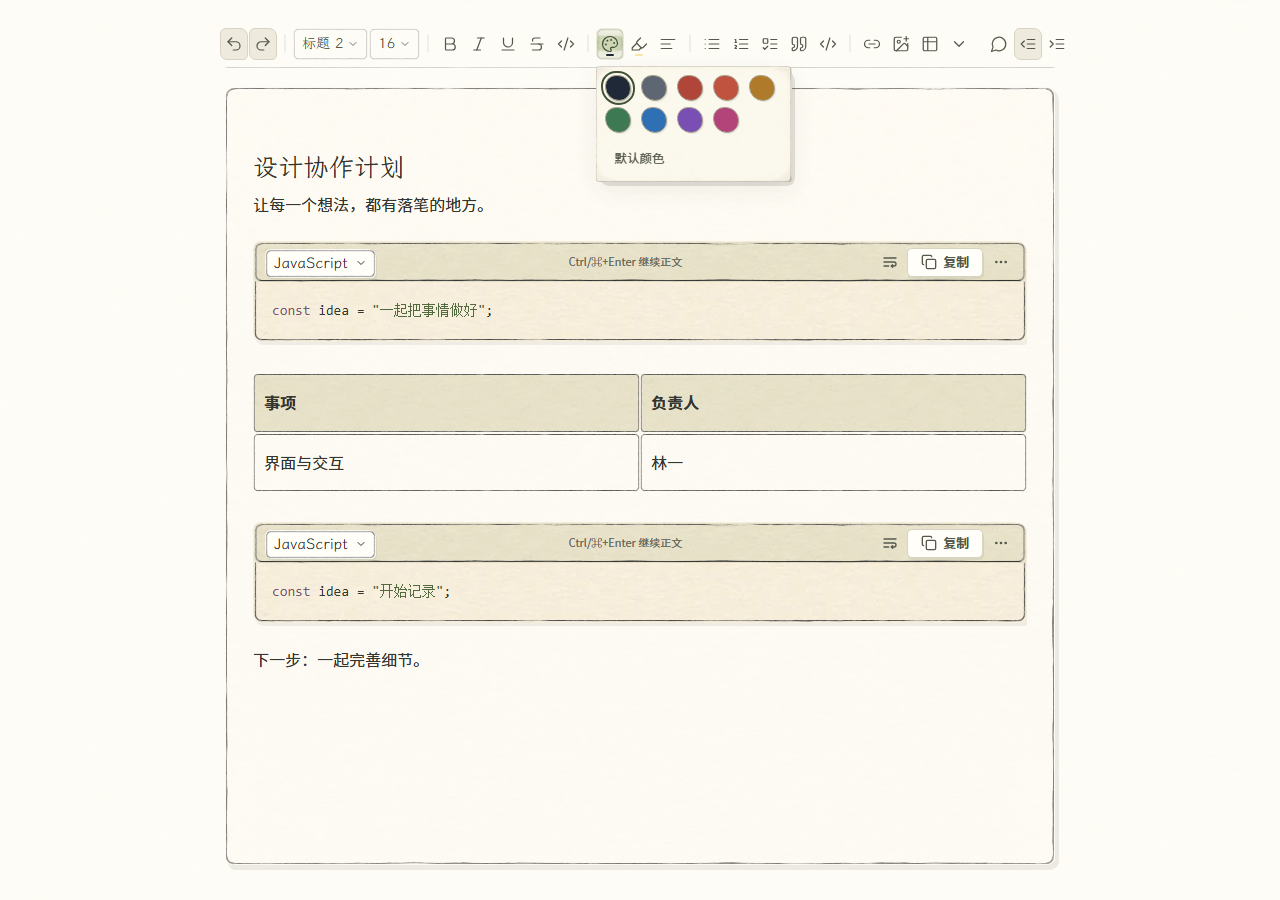 标题 2
16
默认颜色
设计协作计划
让每一个想法，都有落笔的地方。
JavaScript
Ctrl/⌘+Enter 继续正文
复制
const idea = "一起把事情做好";
事项
负责人
界面与交互
林一
JavaScript
Ctrl/⌘+Enter 继续正文
复制
const idea = "开始记录";
下一步：一起完善细节。